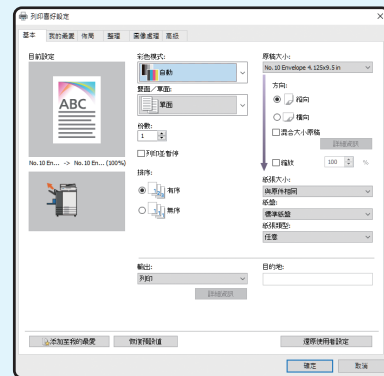 列印喜好設定
基本 我的最愛 佈局 整理 圖像處理 高級
目前設定
ABC
No. 10 En... -> No. 10 En... (100%)
彩色模式:
自動
雙面／單面:
單面
份數:
1
列印至暫停
排序:
有序
無序
原稿大小:
No. 10 Envelope 4.125x9.5 in
方向:
縱向
橫向
混合大小原稿
詳細資訊
縮放 100 %
紙張大小:
與原件相同
紙盤:
標準紙盤
紙張類型:
任意
輸出:
列印
詳細資訊
目的地:
添加至我的最愛 恢復預設值 還原使用者設定
確定 取消